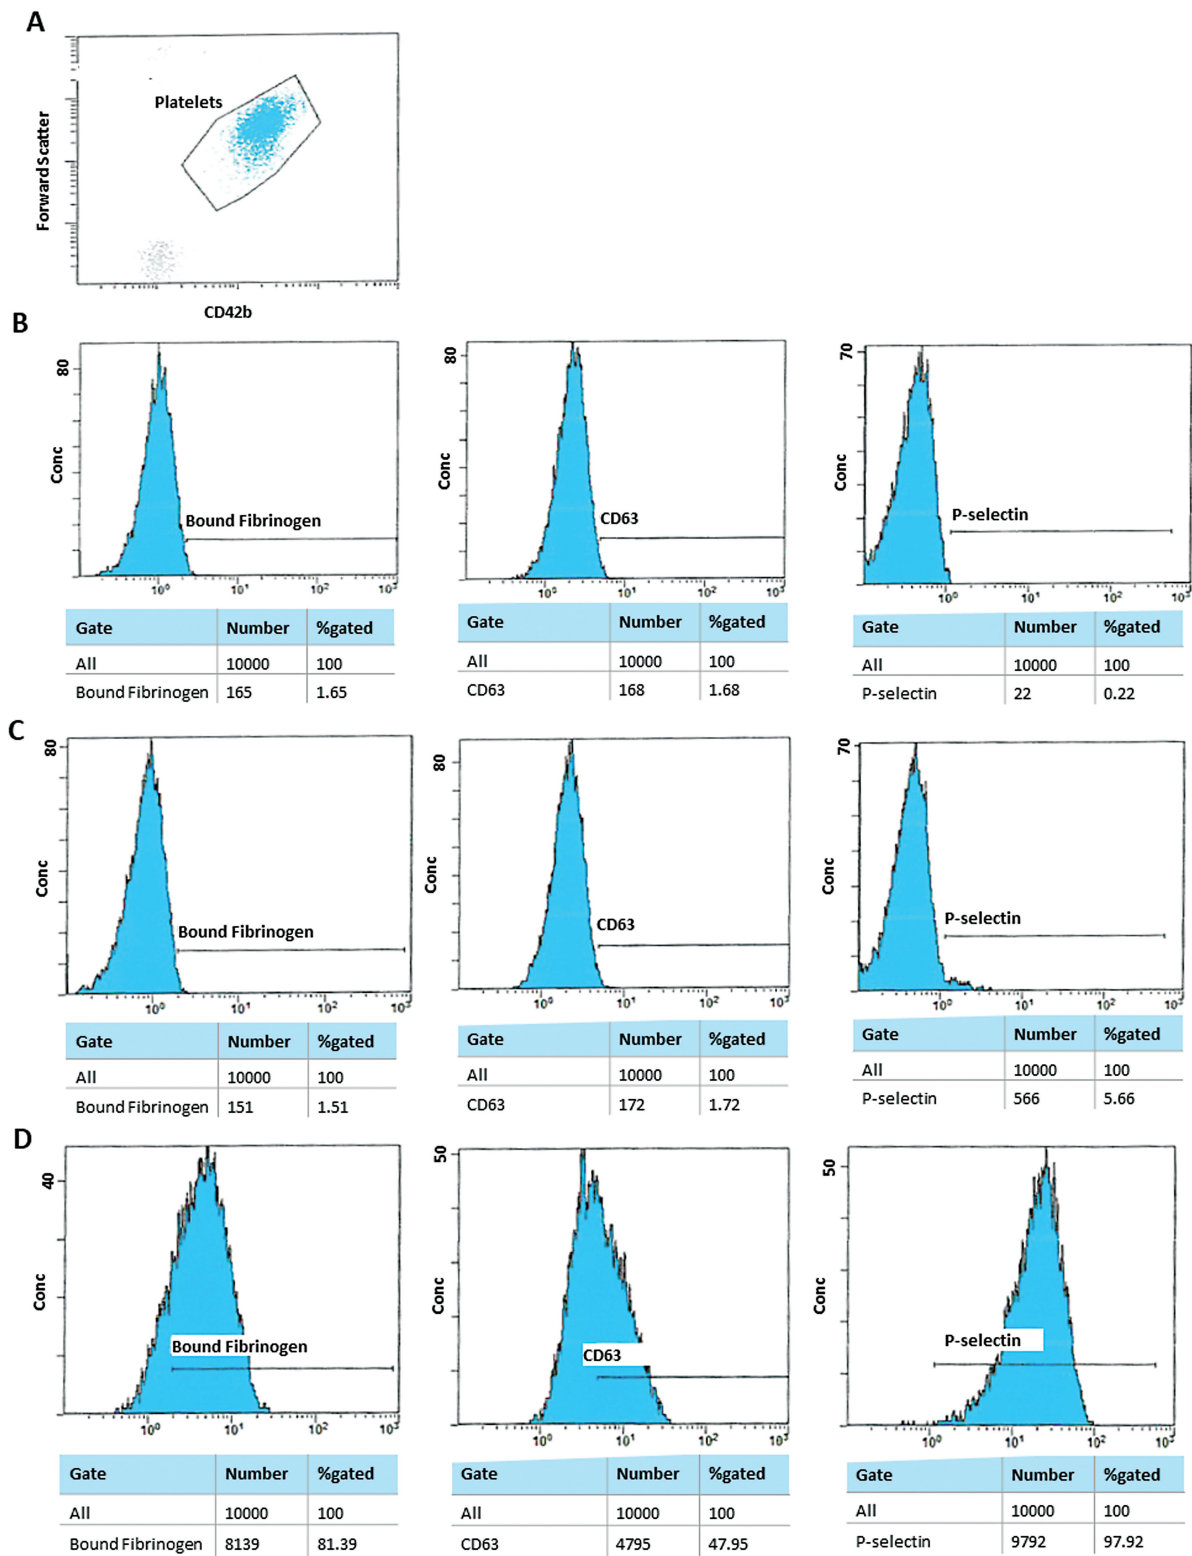 A
Platelets
Forward Scatter
CD42b
B
80
Conc
Bound Fibrinogen
10⁰ 10¹ 10² 10³
80
Conc
CD63
10⁰ 10¹ 10² 10³
70
Conc
P-selectin
10⁰ 10¹ 10² 10³
Gate Number %gated
All 10000 100
Bound Fibrinogen 165 1.65
Gate Number %gated
All 10000 100
CD63 168 1.68
Gate Number %gated
All 10000 100
P-selectin 22 0.22
C
80
Conc
Bound Fibrinogen
10⁰ 10¹ 10² 10³
80
Conc
CD63
10⁰ 10¹ 10² 10³
70
Conc
P-selectin
10⁰ 10¹ 10² 10³
Gate Number %gated
All 10000 100
Bound Fibrinogen 151 1.51
Gate Number %gated
All 10000 100
CD63 172 1.72
Gate Number %gated
All 10000 100
P-selectin 566 5.66
D
40
Conc
Bound Fibrinogen
10⁰ 10¹ 10² 10³
50
Conc
CD63
10⁰ 10¹ 10² 10³
50
Conc
P-selectin
10⁰ 10¹ 10² 10³
Gate Number %gated
All 10000 100
Bound Fibrinogen 8139 81.39
Gate Number %gated
All 10000 100
CD63 4795 47.95
Gate Number %gated
All 10000 100
P-selectin 9792 97.92